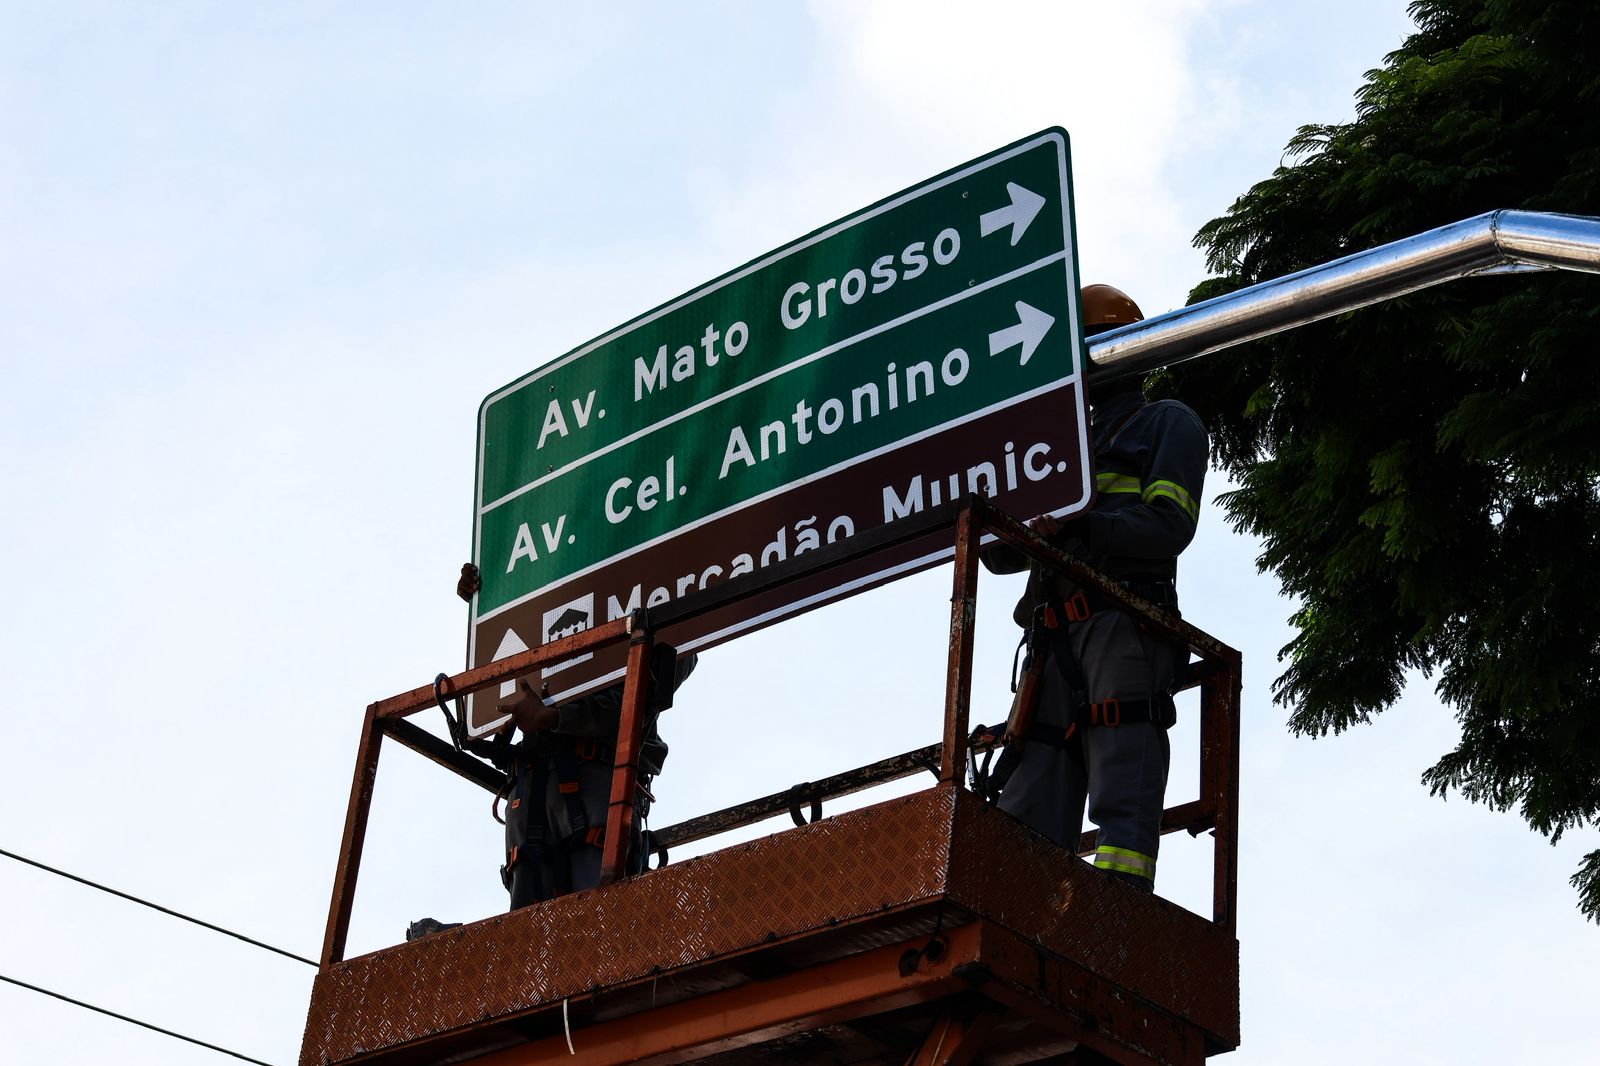 Av. Mato Grosso
Av. Cel. Antonino
Mercadão Munic.